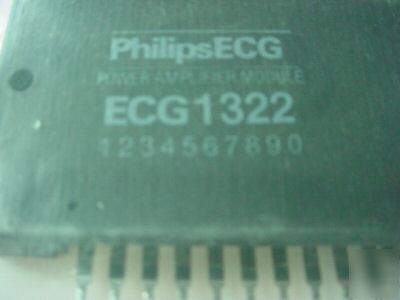 PhilipsECG
POWER AMPLIFIER MODULE
ECG1322
1234567890